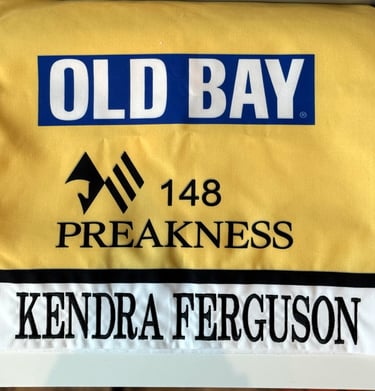 OLD BAY®
148
PREAKNESS
KENDRA FERGUSON